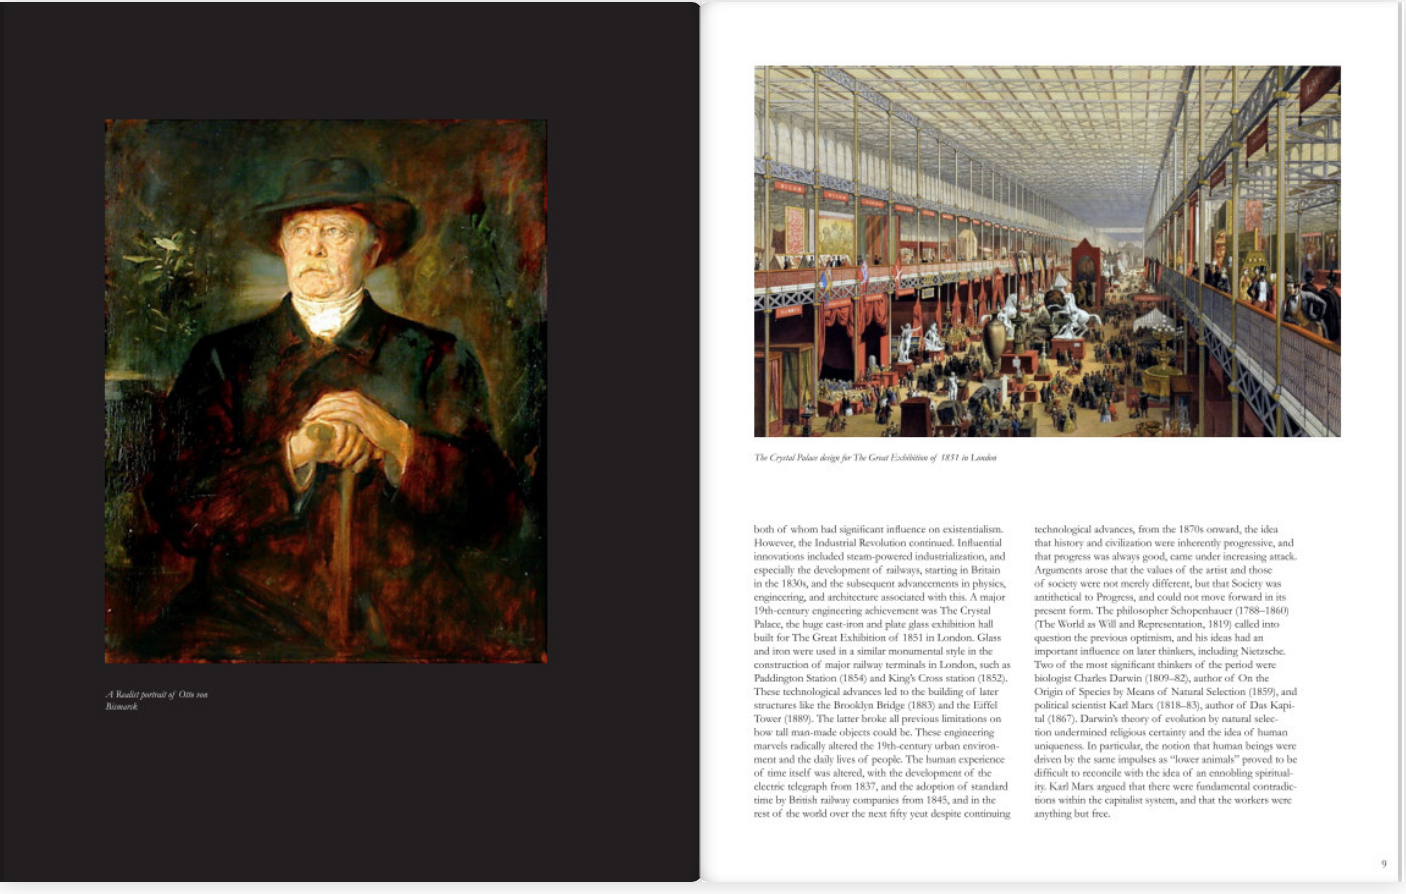 A Realist portrait of Otto von
Bismarck
The Crystal Palace design for The Great Exhibition of 1851 in London
both of whom had significant influence on existentialism.
However, the Industrial Revolution continued. Influential
innovations included steam-powered industrialization, and
especially the development of railways, starting in Britain
in the 1830s, and the subsequent advancements in physics,
engineering, and architecture associated with this. A major
19th-century engineering achievement was The Crystal
Palace, the huge cast-iron and plate glass exhibition hall
built for The Great Exhibition of 1851 in London. Glass
and iron were used in a similar monumental style in the
construction of major railway terminals in London, such as
Paddington Station (1854) and King's Cross station (1852).
These technological advances led to the building of later
structures like the Brooklyn Bridge (1883) and the Eiffel
Tower (1889). The latter broke all previous limitations on
how tall man-made objects could be. These engineering
marvels radically altered the 19th-century urban environ-
ment and the daily lives of people. The human experience
of time itself was altered, with the development of the
electric telegraph from 1837, and the adoption of standard
time by British railway companies from 1845, and in the
rest of the world over the next fifty yeut despite continuing
technological advances, from the 1870s onward, the idea
that history and civilization were inherently progressive, and
that progress was always good, came under increasing attack.
Arguments arose that the values of the artist and those
of society were not merely different, but that Society was
antithetical to Progress, and could not move forward in its
present form. The philosopher Schopenhauer (1788–1860)
(The World as Will and Representation, 1819) called into
question the previous optimism, and his ideas had an
important influence on later thinkers, including Nietzsche.
Two of the most significant thinkers of the period were
biologist Charles Darwin (1809–82), author of On the
Origin of Species by Means of Natural Selection (1859), and
political scientist Karl Marx (1818–83), author of Das Kapi-
tal (1867). Darwin's theory of evolution by natural selec-
tion undermined religious certainty and the idea of human
uniqueness. In particular, the notion that human beings were
driven by the same impulses as “lower animals” proved to be
difficult to reconcile with the idea of an ennobling spiritual-
ity. Karl Marx argued that there were fundamental contradic-
tions within the capitalist system, and that the workers were
anything but free.
9